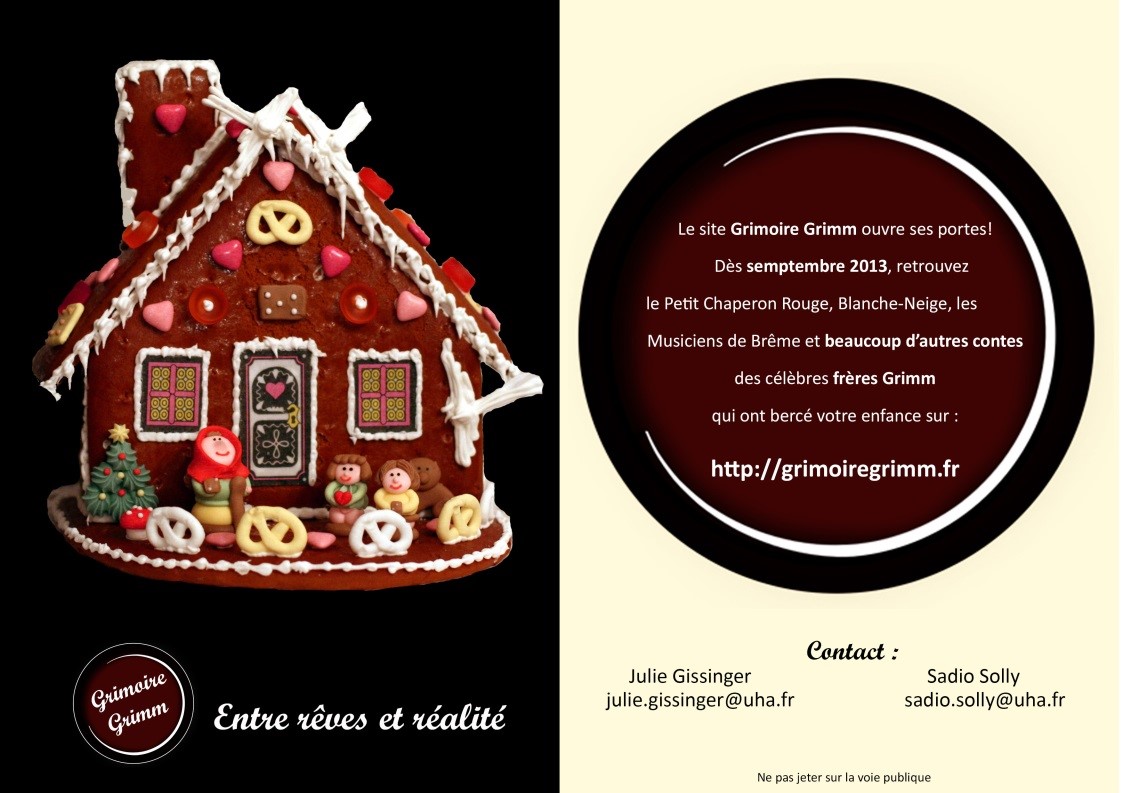 Grimoire
Grimm
Entre rêves et réalité
Le site Grimoire Grimm ouvre ses portes!
Dès semptembre 2013, retrouvez
le Petit Chaperon Rouge, Blanche-Neige, les
Musiciens de Brême et beaucoup d'autres contes
des célèbres frères Grimm
qui ont bercé votre enfance sur :
http://grimoiregrimm.fr
Contact :
Julie Gissinger
julie.gissinger@uha.fr
Sadio Solly
sadio.solly@uha.fr
Ne pas jeter sur la voie publique